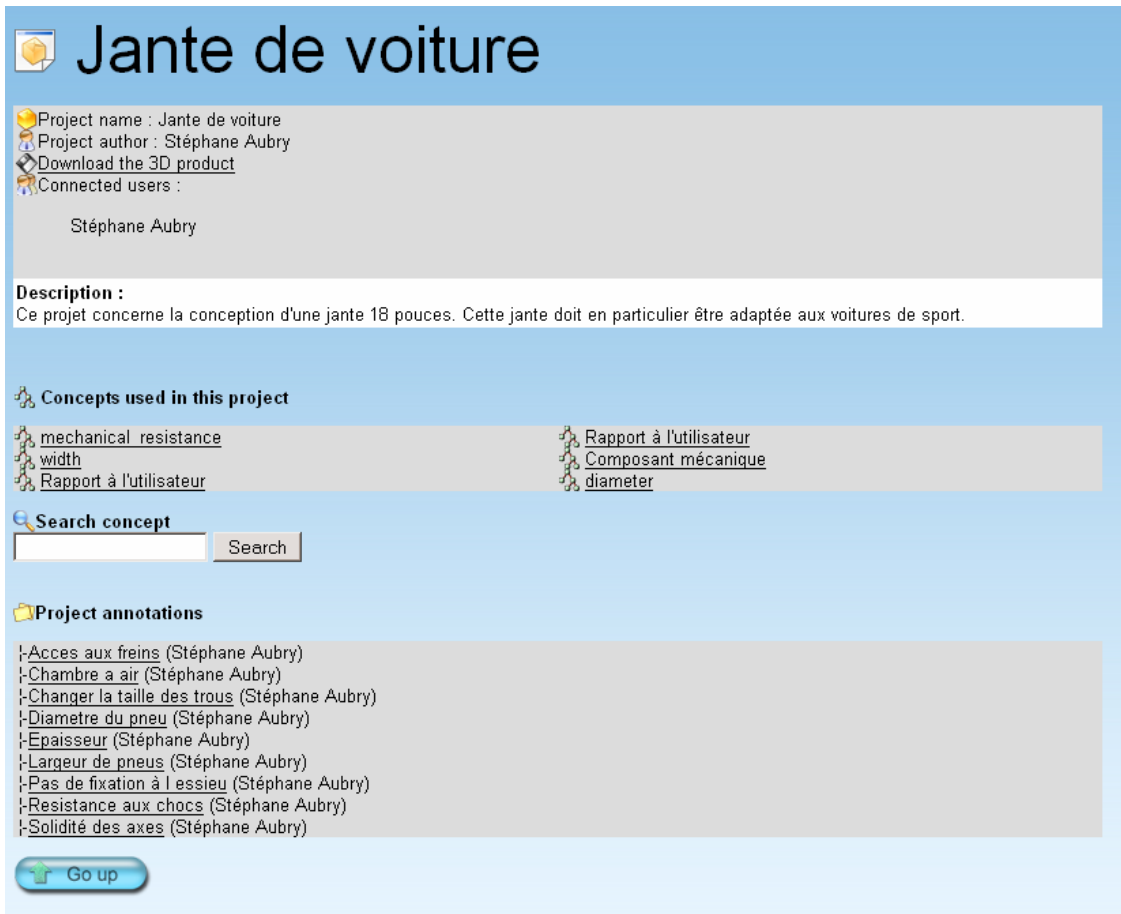 Jante de voiture
Project name : Jante de voiture
Project author : Stéphane Aubry
Download the 3D product
Connected users :
Stéphane Aubry
Description :
Ce projet concerne la conception d'une jante 18 pouces. Cette jante doit en particulier être adaptée aux voitures de sport.
Concepts used in this project
mechanical_resistance
Rapport à l'utilisateur
width
Composant mécanique
Rapport à l'utilisateur
diameter
Search concept
Search
Project annotations
¦-Acces aux freins (Stéphane Aubry)
¦-Chambre a air (Stéphane Aubry)
¦-Changer la taille des trous (Stéphane Aubry)
¦-Diametre du pneu (Stéphane Aubry)
¦-Epaisseur (Stéphane Aubry)
¦-Largeur de pneus (Stéphane Aubry)
¦-Pas de fixation à l essieu (Stéphane Aubry)
¦-Resistance aux chocs (Stéphane Aubry)
¦-Solidité des axes (Stéphane Aubry)
Go up